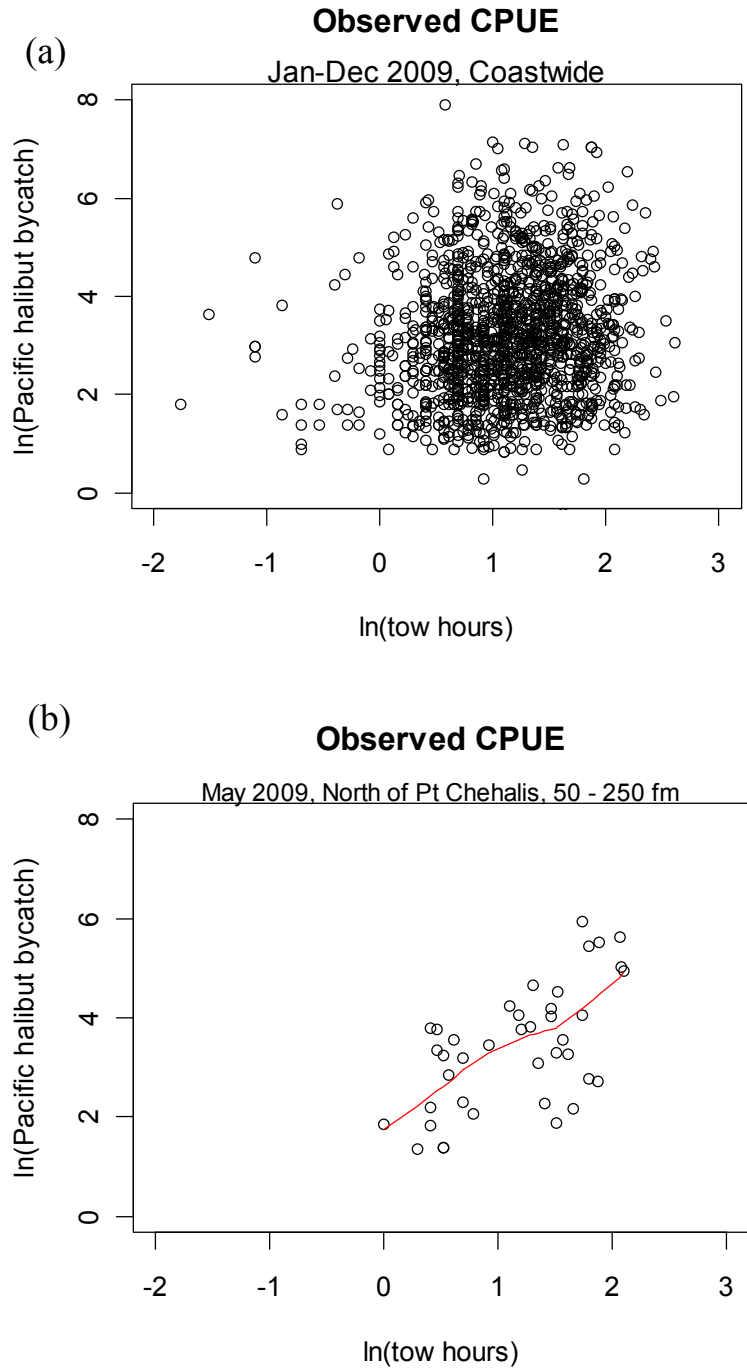 (a)
Observed CPUE
Jan-Dec 2009, Coastwide
ln(Pacific halibut bycatch)
8
6
4
2
0
-2 -1 0 1 2 3
ln(tow hours)
(b)
Observed CPUE
May 2009, North of Pt Chehalis, 50 - 250 fm
ln(Pacific halibut bycatch)
8
6
4
2
0
-2 -1 0 1 2 3
ln(tow hours)